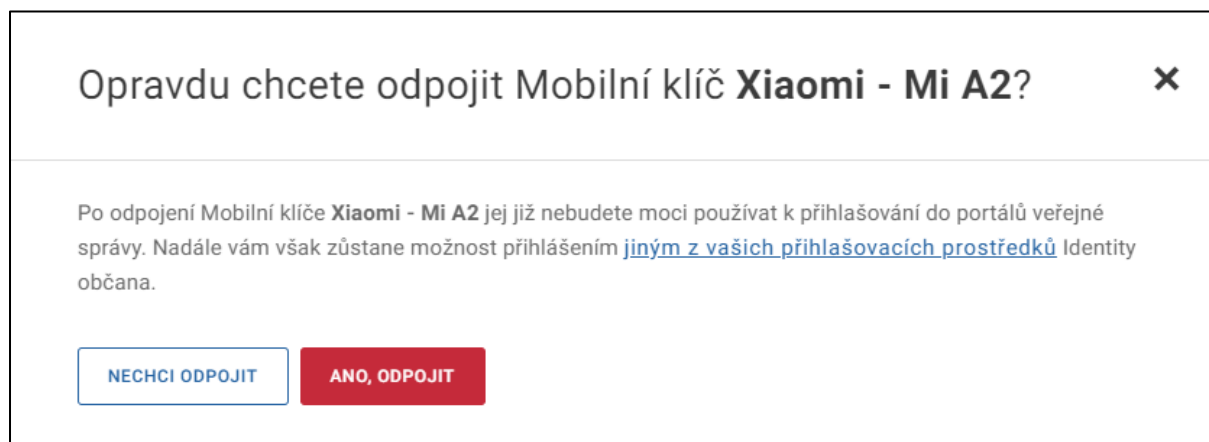 Opravdu chcete odpojit Mobilní klíč Xiaomi - Mi A2?
Po odpojení Mobilní klíče Xiaomi - Mi A2 jej již nebudete moci používat k přihlašování do portálů veřejné
správy. Nadále vám však zůstane možnost přihlášením jiným z vašich přihlašovacích prostředků Identity
občana.
NECHCI ODPOJIT
ANO, ODPOJIT